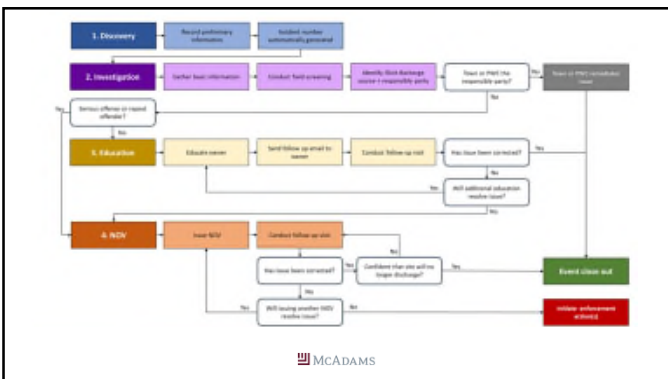 1. Discovery
Record preliminary
information
Incident number
automatically generated
2. Investigation
Gather basic information
Conduct field screening
Identify illicit discharge
source + responsible party
Town or PWC the
responsible party?
Yes
Town or PWC remediates
issue
No
Yes
Serious offense or repeat
offender?
No
3. Education
Educate owner
Send follow up email to
owner
Conduct follow up visit
Has issue been corrected?
Yes
No
Yes
Will additional education
resolve issue?
No
4. NOV
Issue NOV
Conduct follow up visit
No
Has issue been corrected?
Yes
Confident that site will no
longer discharge?
Yes
Event close out
No
Yes
Will issuing another NOV
resolve issue?
No
Initiate enforcement
action(s)
MCADAMS